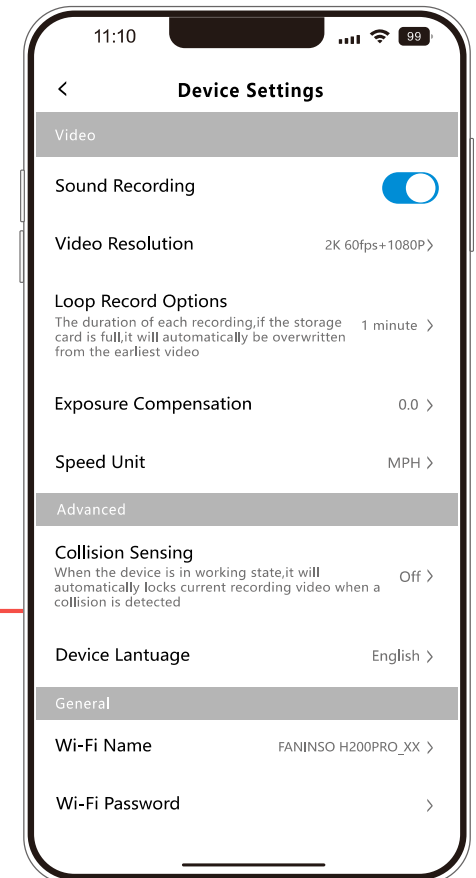 11:10
99
Device Settings
Video
Sound Recording
Video Resolution 2K 60fps+1080P
Loop Record Options
The duration of each recording,if the storage
card is full,it will automatically be overwritten
from the earliest video
1 minute
Exposure Compensation 0.0
Speed Unit MPH
Advanced
Collision Sensing
When the device is in working state,it will
automatically locks current recording video when a
collision is detected
Off
Device Lantuage English
General
Wi-Fi Name FANINSO H200PRO_XX
Wi-Fi Password